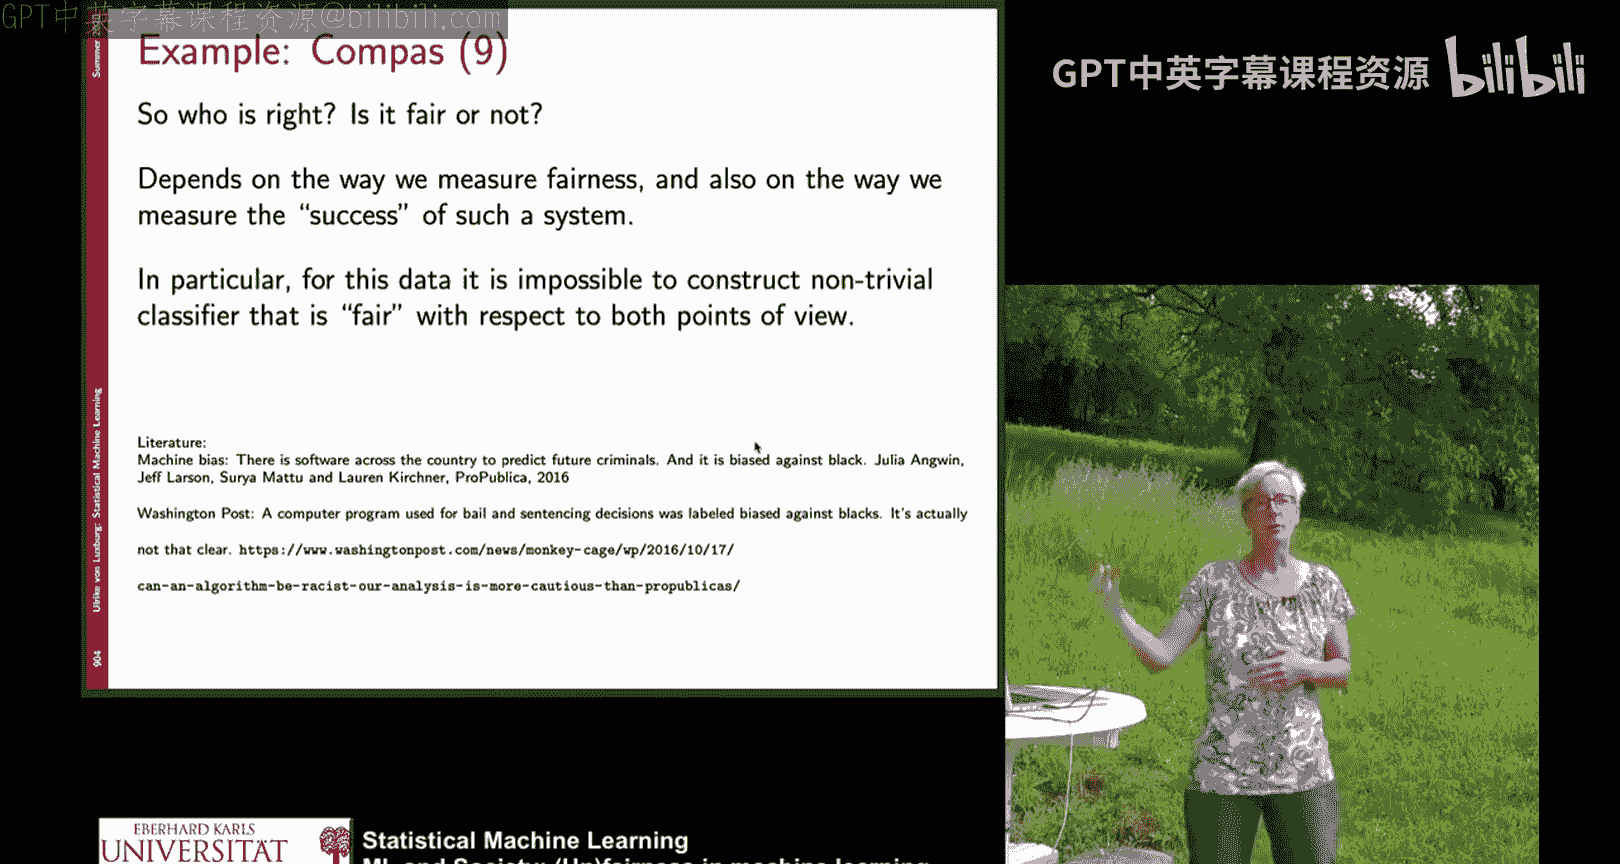 GPT中英字幕课程资源@bilibili.com
GPT中英字幕课程资源 bilibili
Summer
Example: Compas (9)
So who is right? Is it fair or not?
Depends on the way we measure fairness, and also on the way we
measure the “success” of such a system.
In particular, for this data it is impossible to construct non-trivial
classifier that is “fair” with respect to both points of view.
Literature:
Machine bias: There is software across the country to predict future criminals. And it is biased against black. Julia Angwin,
Jeff Larson, Surya Mattu and Lauren Kirchner, ProPublica, 2016
Washington Post: A computer program used for bail and sentencing decisions was labeled biased against blacks. It's actually
not that clear. https://www.washingtonpost.com/news/monkey-cage/wp/2016/10/17/
can-an-algorithm-be-racist-our-analysis-is-more-cautious-than-propublicas/
Ulrike von Luxburg: Statistical Machine Learning
904
EBERHARD KARLS
UNIVERSITÄT
Statistical Machine Learning
ML and Society: (Un)fairness in machine learning